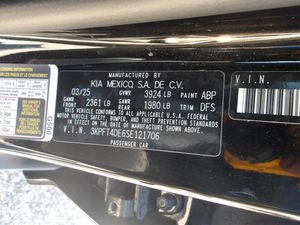 MANUFACTURED BY
KIA MEXICO S.A. DE C.V.
03/25 GVWR 3924 LB PAINT ABP
GAWR FRONT 2361 LB GAWR REAR 1980 LB TRIM DFS
THIS VEHICLE CONFORMS TO ALL APPLICABLE
FEDERAL MOTOR VEHICLE SAFETY, BUMPER, AND
THEFT PREVENTION STANDARDS IN EFFECT ON
THE DATE OF MANUFACTURE SHOWN ABOVE.
V.I.N. 3KPFT4DE6SE121706
PASSENGER CAR
V.I.N.
G6500